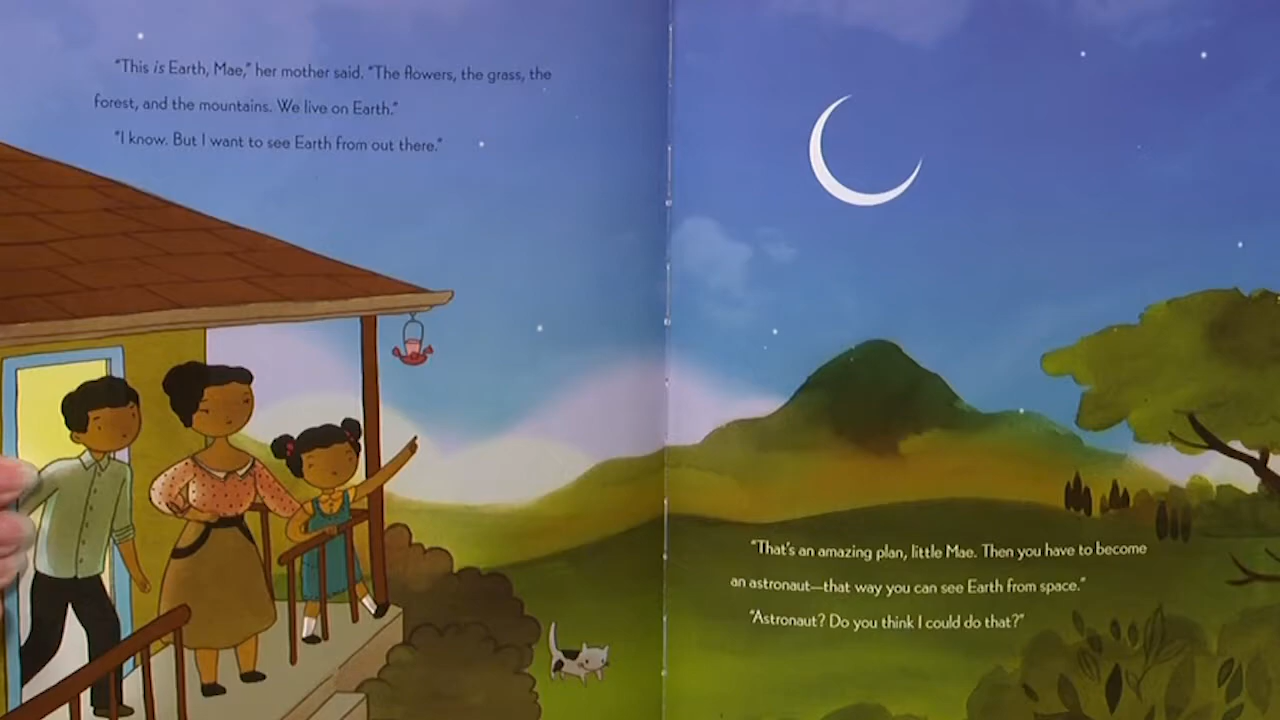 “This is Earth, Mae,” her mother said. “The flowers, the grass, the
forest, and the mountains. We live on Earth.”
“I know. But I want to see Earth from out there.”
“That’s an amazing plan, little Mae. Then you have to become
an astronaut—that way you can see Earth from space.”
“Astronaut? Do you think I could do that?”